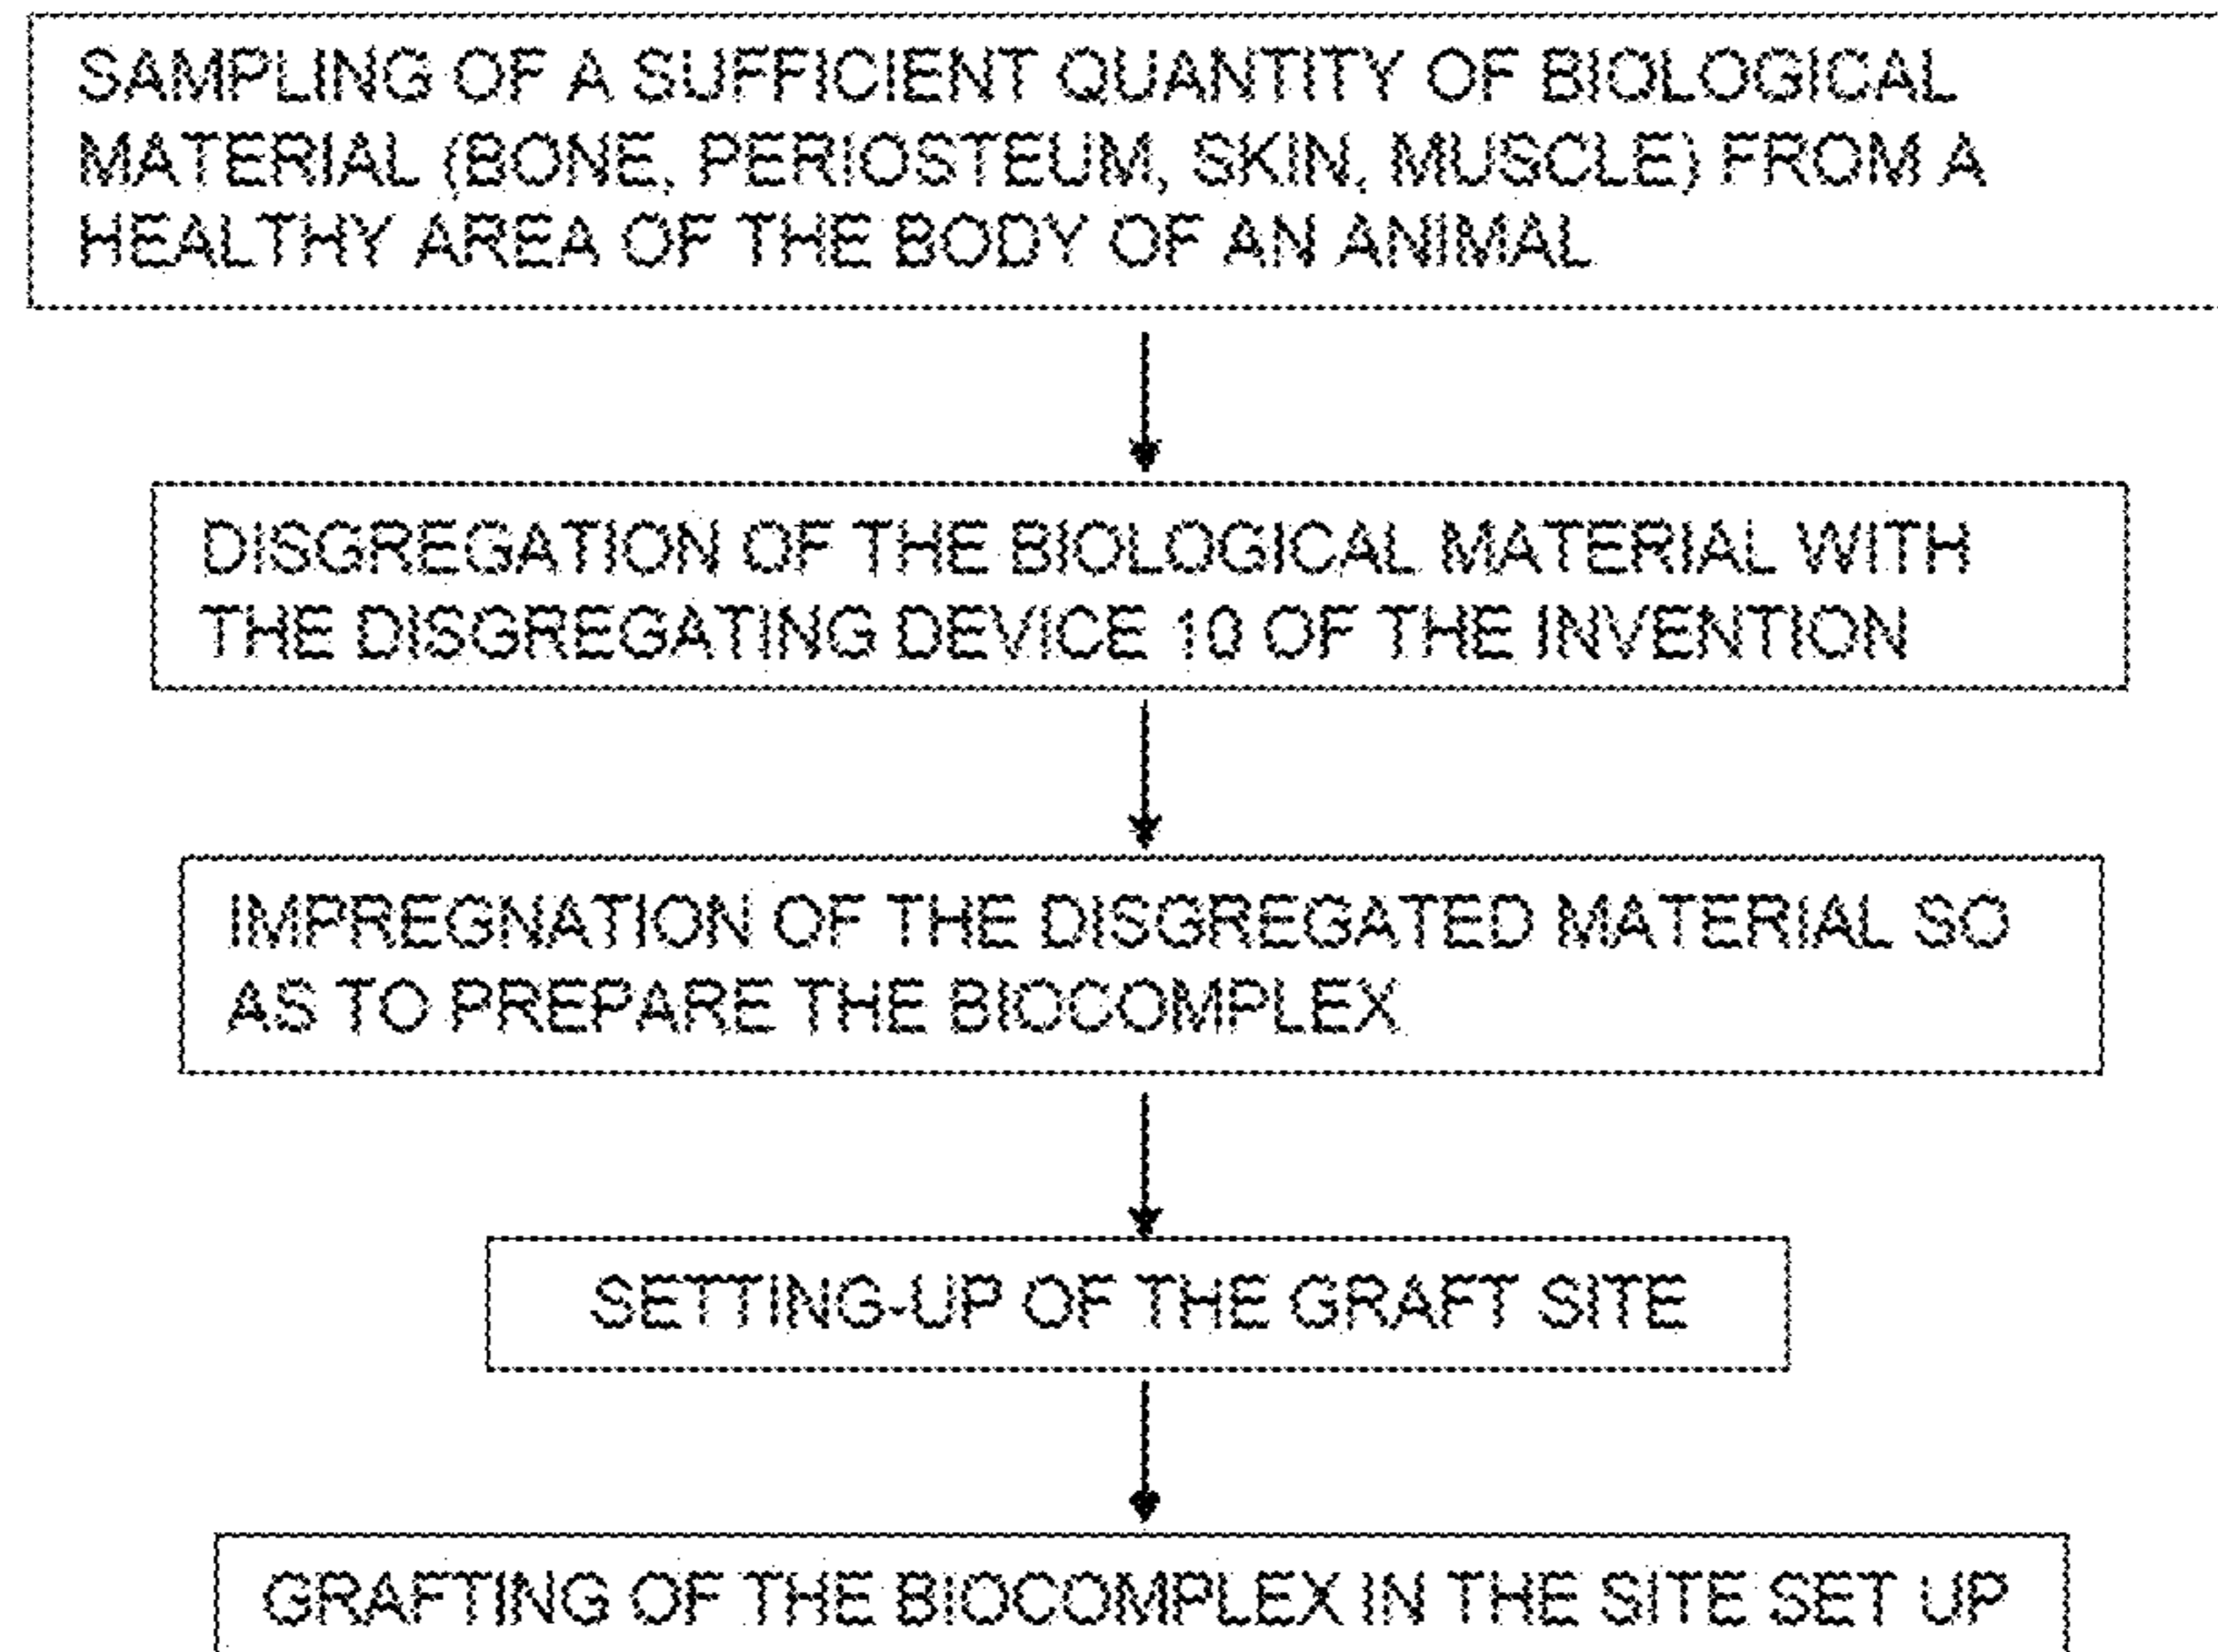 SAMPLING OF A SUFFICIENT QUANTITY OF BIOLOGICAL
MATERIAL (BONE, PERIOSTEUM, SKIN, MUSCLE) FROM A
HEALTHY AREA OF THE BODY OF AN ANIMAL
DISGREGATION OF THE BIOLOGICAL MATERIAL WITH
THE DISGREGATING DEVICE 10 OF THE INVENTION
IMPREGNATION OF THE DISGREGATED MATERIAL SO
AS TO PREPARE THE BIOCOMPLEX
SETTING-UP OF THE GRAFT SITE
GRAFTING OF THE BIOCOMPLEX IN THE SITE SET UP